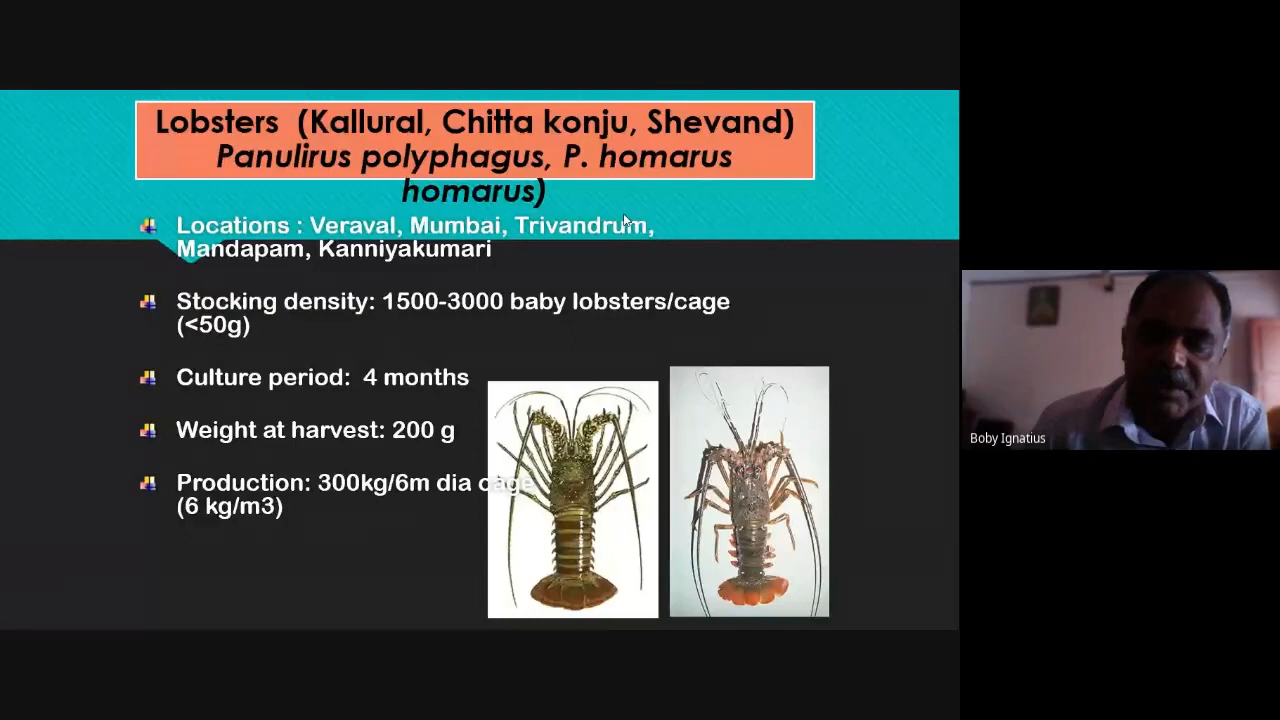 Lobsters (Kallural, Chitta konju, Shevand)
Panulirus polyphagus, P. homarus
homarus)
Locations : Veraval, Mumbai, Trivandrum,
Mandapam, Kanniyakumari
Stocking density: 1500-3000 baby lobsters/cage
(<50g)
Culture period: 4 months
Weight at harvest: 200 g
Production: 300kg/6m dia cage
(6 kg/m3)
Boby Ignatius